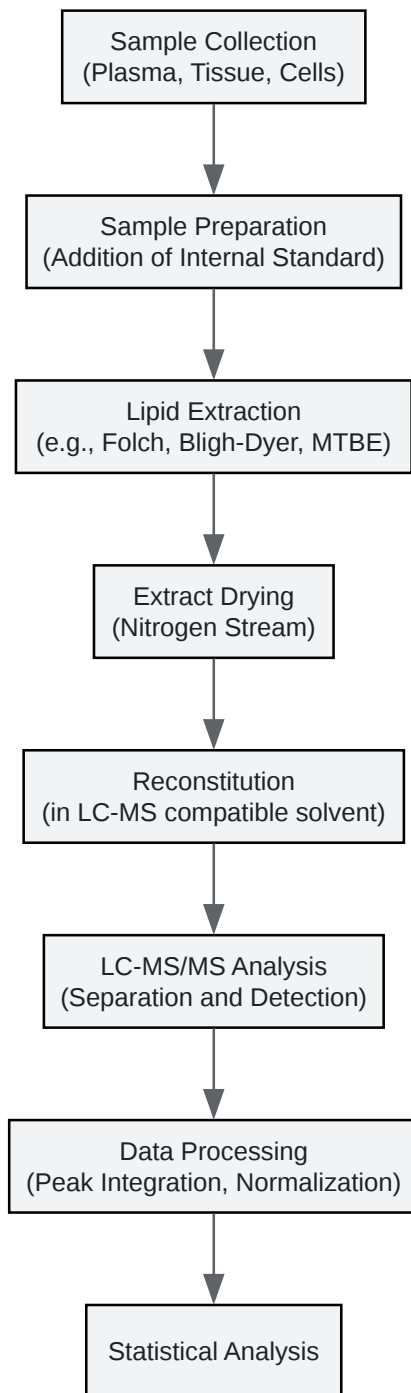 Sample Collection
(Plasma, Tissue, Cells)
Sample Preparation
(Addition of Internal Standard)
Lipid Extraction
(e.g., Folch, Bligh-Dyer, MTBE)
Extract Drying
(Nitrogen Stream)
Reconstitution
(in LC-MS compatible solvent)
LC-MS/MS Analysis
(Separation and Detection)
Data Processing
(Peak Integration, Normalization)
Statistical Analysis